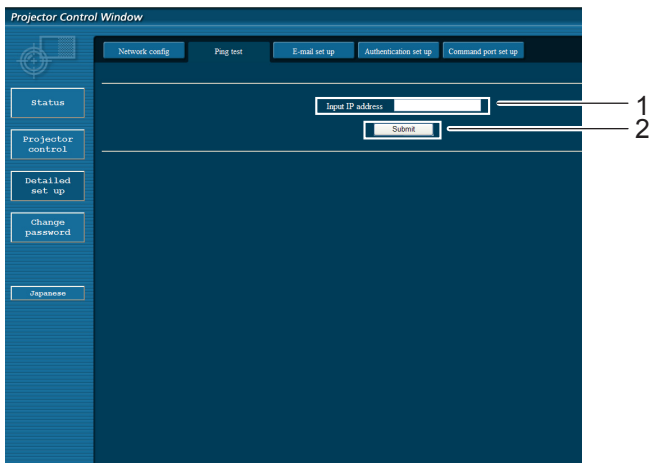 Projector Control Window
Network config
Ping test
E-mail set up
Authentication set up
Command port set up
Status
Projector
control
Detailed
set up
Change
password
Japanese
Input IP address
Submit
1
2